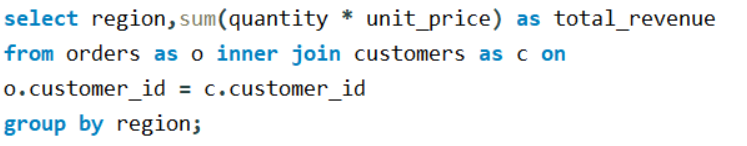 select region,sum(quantity * unit_price) as total_revenue
from orders as o inner join customers as c on
o.customer_id = c.customer_id
group by region;